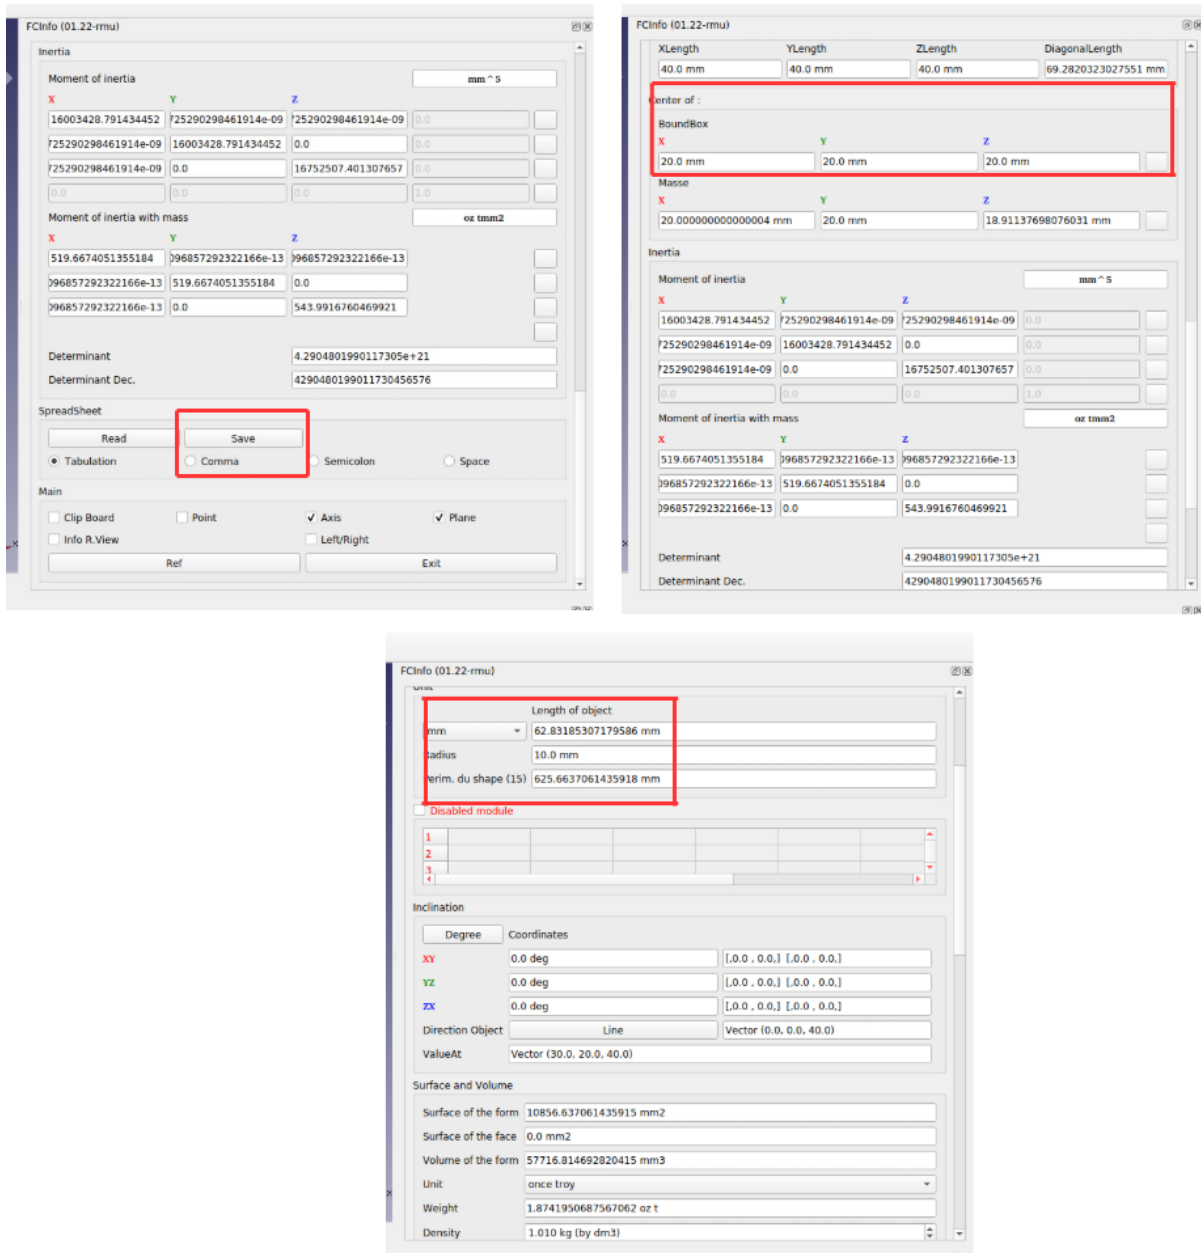 FCInfo (01.22-rmu)
Inertia
Moment of inertia mm^5
X Y Z
16003428.791434452 725290298461914e-09 725290298461914e-09 0.0
725290298461914e-09 16003428.791434452 0.0 0.0
725290298461914e-09 0.0 16752507.401307657 0.0
0.0 0.0 0.0 1.0
Moment of inertia with mass oz tmm2
X Y Z
519.6674051355184 096857292322166e-13 096857292322166e-13
096857292322166e-13 519.6674051355184 0.0
096857292322166e-13 0.0 543.9916760469921
Determinant 4.2904801990117305e+21
Determinant Dec. 4290480199011730456576
SpreadSheet
Read Save
Tabulation Comma Semicolon Space
Main
Clip Board Point Axis Plane
Info R.View Left/Right
Ref Exit
FCInfo (01.22-rmu)
XLength YLength ZLength DiagonalLength
40.0 mm 40.0 mm 40.0 mm 69.2820323027551 mm
Center of :
BoundBox
X Y Z
20.0 mm 20.0 mm 20.0 mm
Masse
X Y Z
20.000000000000004 mm 20.0 mm 18.91137698076031 mm
Inertia
Moment of inertia mm^5
X Y Z
16003428.791434452 725290298461914e-09 725290298461914e-09 0.0
725290298461914e-09 16003428.791434452 0.0 0.0
725290298461914e-09 0.0 16752507.401307657 0.0
0.0 0.0 0.0 1.0
Moment of inertia with mass oz tmm2
X Y Z
519.6674051355184 096857292322166e-13 096857292322166e-13
096857292322166e-13 519.6674051355184 0.0
096857292322166e-13 0.0 543.9916760469921
Determinant 4.2904801990117305e+21
Determinant Dec. 4290480199011730456576
FCInfo (01.22-rmu)
Unit
Length of object
mm 62.83185307179586 mm
Radius 10.0 mm
Perim. du shape (15) 625.6637061435918 mm
Disabled module
1
2
3
Inclination
Degree Coordinates
XY 0.0 deg [,0.0 , 0.0,] [,0.0 , 0.0,]
YZ 0.0 deg [,0.0 , 0.0,] [,0.0 , 0.0,]
ZX 0.0 deg [,0.0 , 0.0,] [,0.0 , 0.0,]
Direction Object Line Vector (0.0, 0.0, 40.0)
ValueAt Vector (30.0, 20.0, 40.0)
Surface and Volume
Surface of the form 10856.637061435915 mm2
Surface of the face 0.0 mm2
Volume of the form 57716.814692820415 mm3
Unit once troy
Weight 1.8741950687567062 oz t
Density 1.010 kg (by dm3)